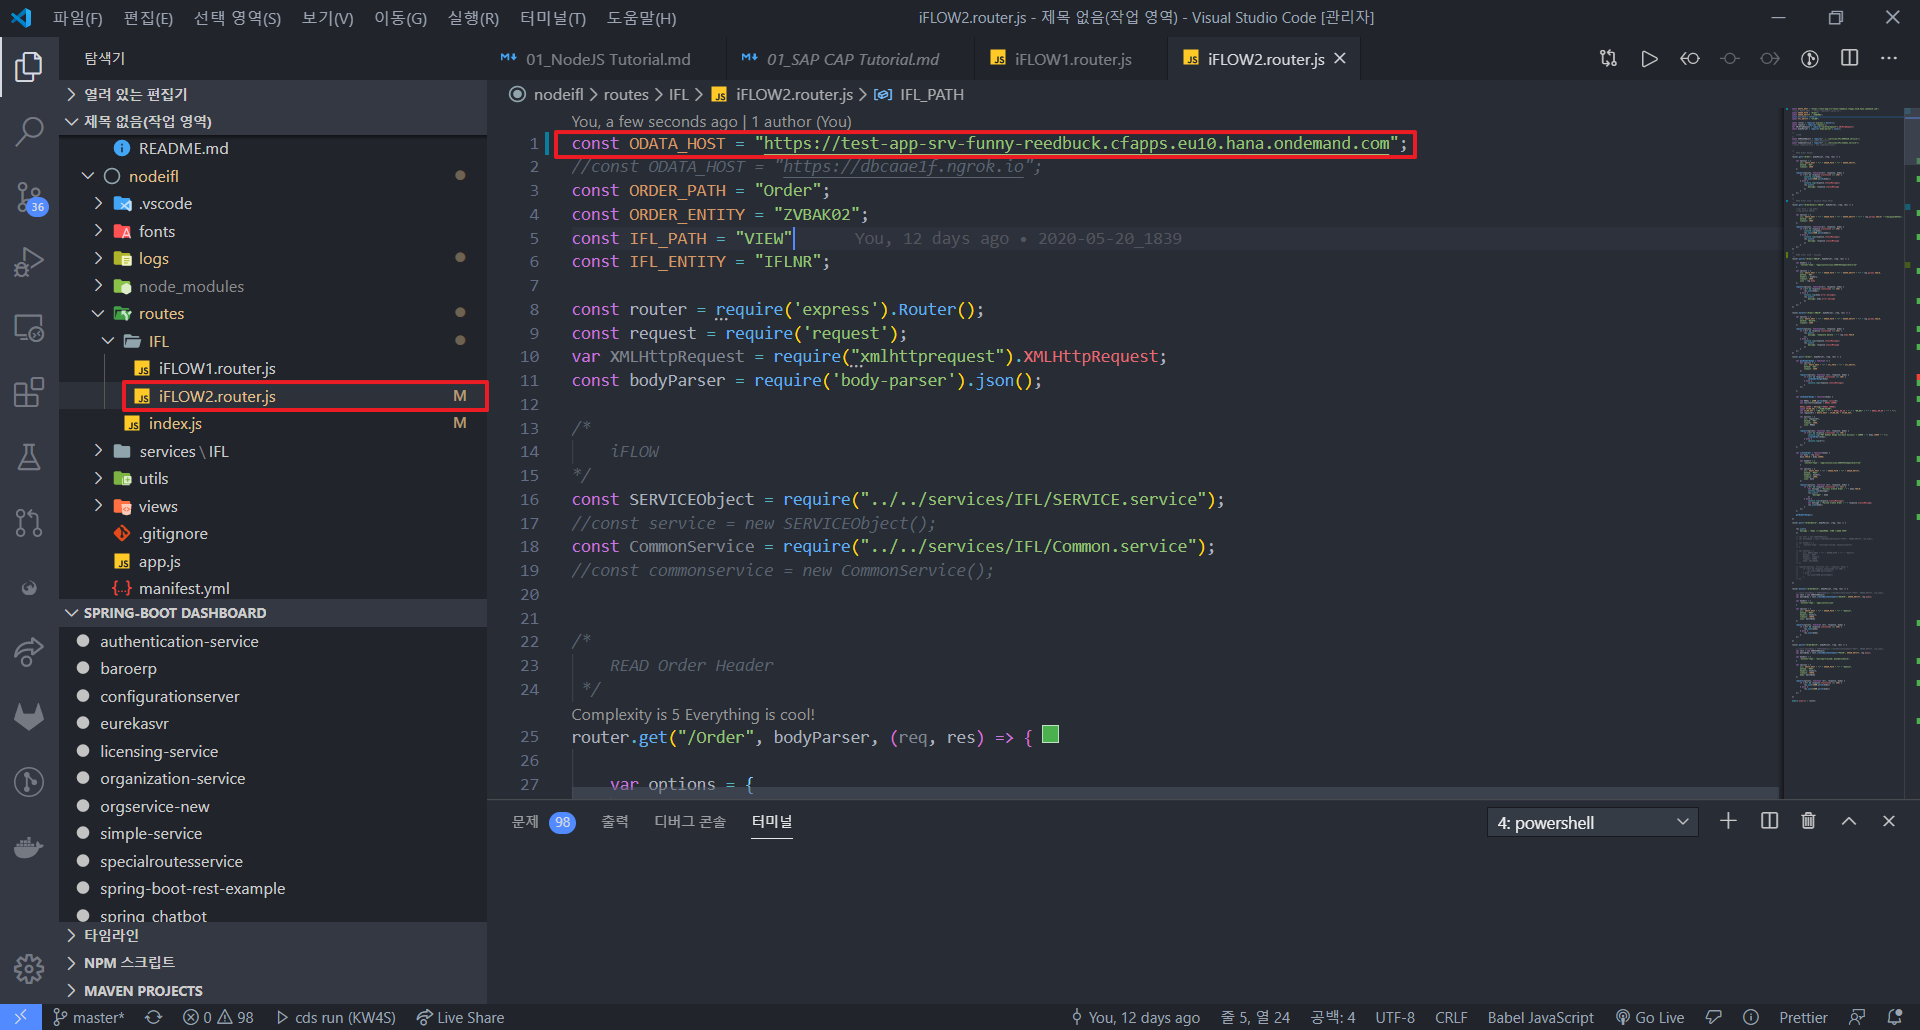 파일(F) 편집(E) 선택 영역(S) 보기(V) 이동(G) 실행(R) 터미널(T) 도움말(H) iFLOW2.router.js - 제목 없음(작업 영역) - Visual Studio Code [관리자]
탐색기
01_NodeJS Tutorial.md 01_SAP CAP Tutorial.md JS iFLOW1.router.js JS iFLOW2.router.js
열려 있는 편집기
제목 없음(작업 영역)
README.md
nodeifl
.vscode
fonts
logs
node_modules
routes
IFL
JS iFLOW1.router.js
JS iFLOW2.router.js M
JS index.js M
services \ IFL
utils
views
.gitignore
JS app.js
{..} manifest.yml
36
SPRING-BOOT DASHBOARD
authentication-service
baroerp
configurationserver
eurekasvr
licensing-service
organization-service
orgservice-new
simple-service
specialroutesservice
spring-boot-rest-example
spring_chatbot
타임라인
NPM 스크립트
MAVEN PROJECTS
nodeifl > routes > IFL > JS iFLOW2.router.js > IFL_PATH
You, a few seconds ago | 1 author (You)
1 const ODATA_HOST = "https://test-app-srv-funny-reedbuck.cfapps.eu10.hana.ondemand.com";
2 //const ODATA_HOST = "https://dbcaae1f.ngrok.io";
3 const ORDER_PATH = "Order";
4 const ORDER_ENTITY = "ZVBAK02";
5 const IFL_PATH = "VIEW" You, 12 days ago • 2020-05-20_1839
6 const IFL_ENTITY = "IFLNR";
7
8 const router = require('express').Router();
9 const request = require('request');
10 var XMLHttpRequest = require("xmlhttprequest").XMLHttpRequest;
11 const bodyParser = require('body-parser').json();
12
13 /*
14 iFLOW
15 */
16 const SERVICEObject = require("../../services/IFL/SERVICE.service");
17 //const service = new SERVICEObject();
18 const CommonService = require("../../services/IFL/Common.service");
19 //const commonservice = new CommonService();
20
21
22 /*
23 READ Order Header
24 */
Complexity is 5 Everything is cool!
25 router.get("/Order", bodyParser, (req, res) => {
26
27 var options = {
문제 98 출력 디버그 콘솔 터미널 4: powershell
master* 0 98 cds run (KW4S) Live Share You, 12 days ago 줄 5, 열 24 공백: 4 UTF-8 CRLF Babel JavaScript Go Live Prettier